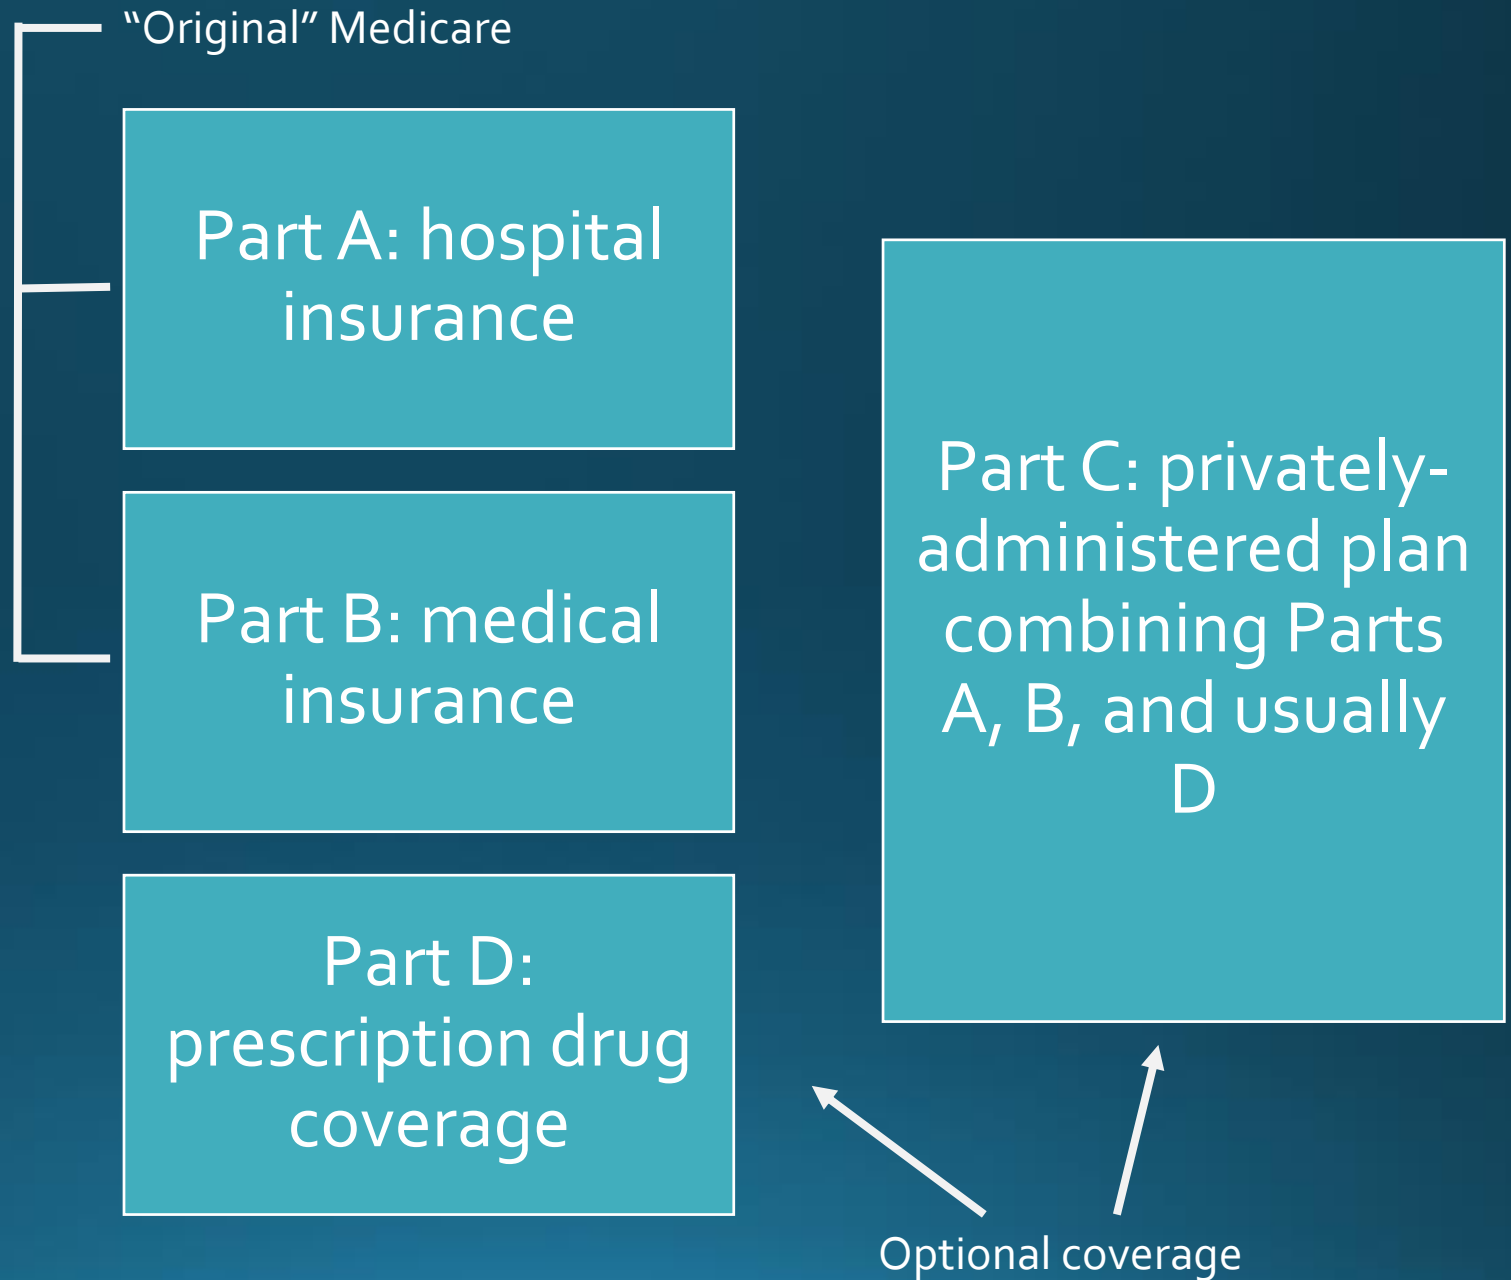 “Original” Medicare
Part A: hospital
insurance
Part B: medical
insurance
Part D:
prescription drug
coverage
Part C: privately-
administered plan
combining Parts
A, B, and usually
D
Optional coverage